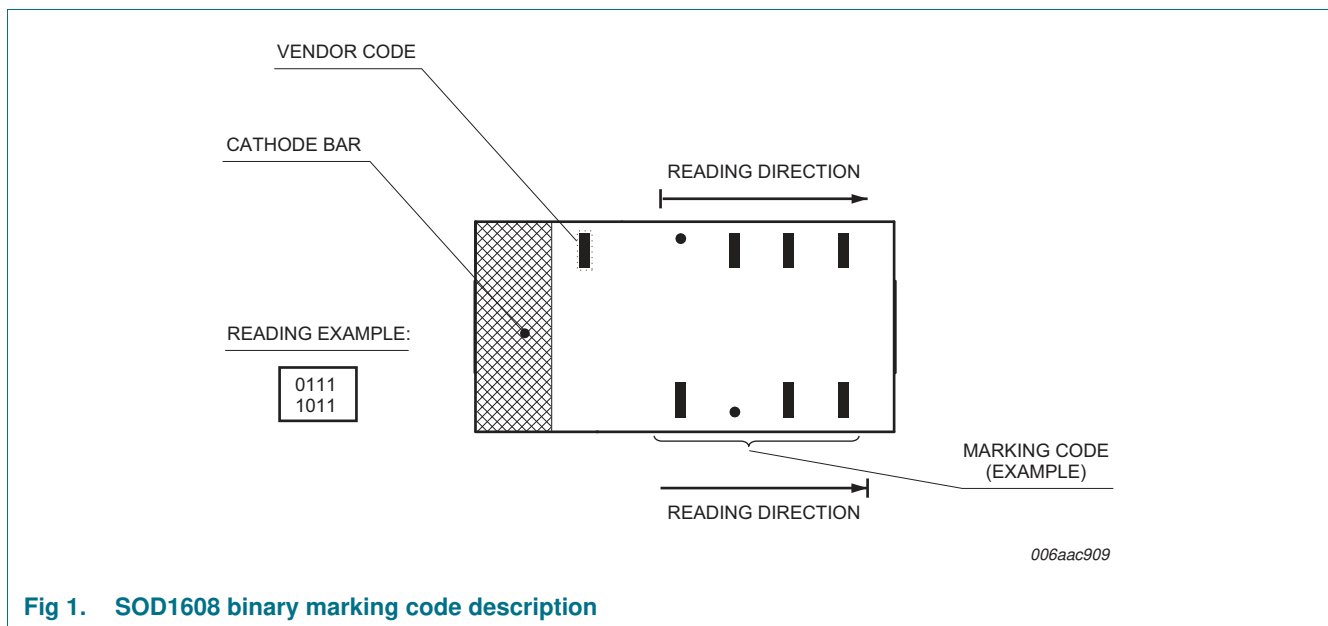 VENDOR CODE
CATHODE BAR
READING DIRECTION
READING EXAMPLE:
0111
1011
MARKING CODE
(EXAMPLE)
READING DIRECTION
006aac909
Fig 1. SOD1608 binary marking code description